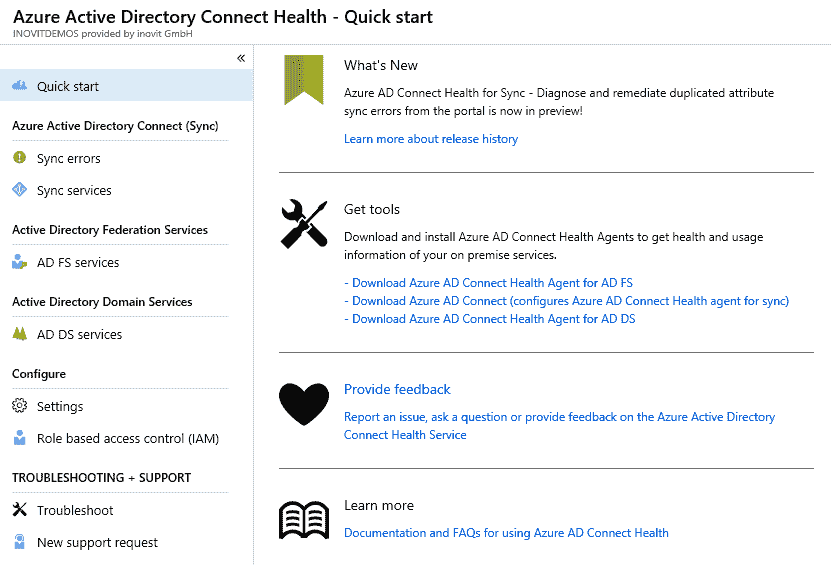 Azure Active Directory Connect Health - Quick start
INOVITDEMOS provided by inovit GmbH
«
Quick start
Azure Active Directory Connect (Sync)
Sync errors
Sync services
Active Directory Federation Services
AD FS services
Active Directory Domain Services
AD DS services
Configure
Settings
Role based access control (IAM)
TROUBLESHOOTING + SUPPORT
Troubleshoot
New support request
What's New
Azure AD Connect Health for Sync - Diagnose and remediate duplicated attribute
sync errors from the portal is now in preview!
Learn more about release history
Get tools
Download and install Azure AD Connect Health Agents to get health and usage
information of your on premise services.
- Download Azure AD Connect Health Agent for AD FS
- Download Azure AD Connect (configures Azure AD Connect Health agent for sync)
- Download Azure AD Connect Health Agent for AD DS
Provide feedback
Report an issue, ask a question or provide feedback on the Azure Active Directory
Connect Health Service
Learn more
Documentation and FAQs for using Azure AD Connect Health